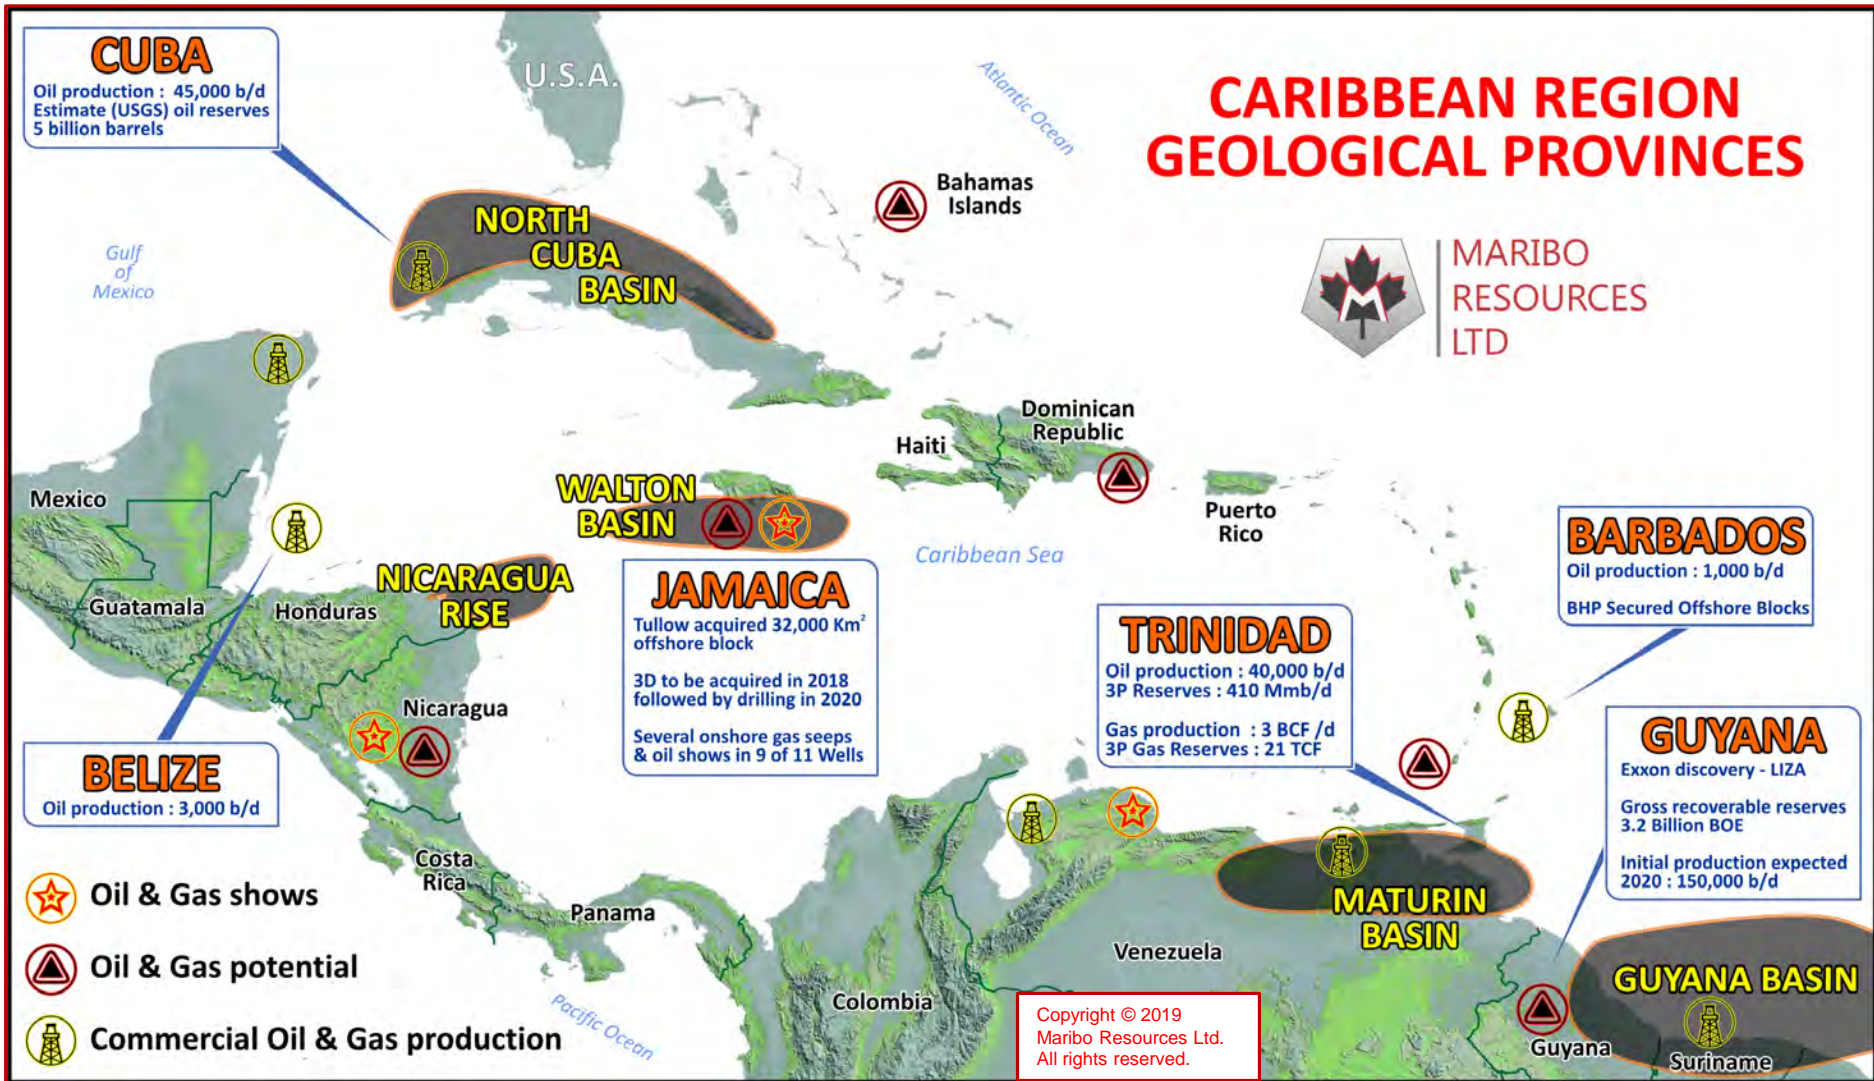 CARIBBEAN REGION
GEOLOGICAL PROVINCES
MARIBO
RESOURCES
LTD
CUBA
Oil production : 45,000 b/d
Estimate (USGS) oil reserves
5 billion barrels
U.S.A.
Atlantic Ocean
Bahamas
Islands
Gulf
of
Mexico
NORTH
CUBA
BASIN
Dominican
Republic
Haiti
Puerto
Rico
Mexico
WALTON
BASIN
Caribbean Sea
Guatamala
Honduras
NICARAGUA
RISE
Nicaragua
JAMAICA
Tullow acquired 32,000 Km²
offshore block
3D to be acquired in 2018
followed by drilling in 2020
Several onshore gas seeps
& oil shows in 9 of 11 Wells
BARBADOS
Oil production : 1,000 b/d
BHP Secured Offshore Blocks
TRINIDAD
Oil production : 40,000 b/d
3P Reserves : 410 Mmb/d
Gas production : 3 BCF /d
3P Gas Reserves : 21 TCF
GUYANA
Exxon discovery - LIZA
Gross recoverable reserves
3.2 Billion BOE
Initial production expected
2020 : 150,000 b/d
BELIZE
Oil production : 3,000 b/d
Costa
Rica
Panama
Pacific Ocean
Colombia
Venezuela
MATURIN
BASIN
GUYANA BASIN
Guyana
Suriname
Oil & Gas shows
Oil & Gas potential
Commercial Oil & Gas production
Copyright © 2019
Maribo Resources Ltd.
All rights reserved.